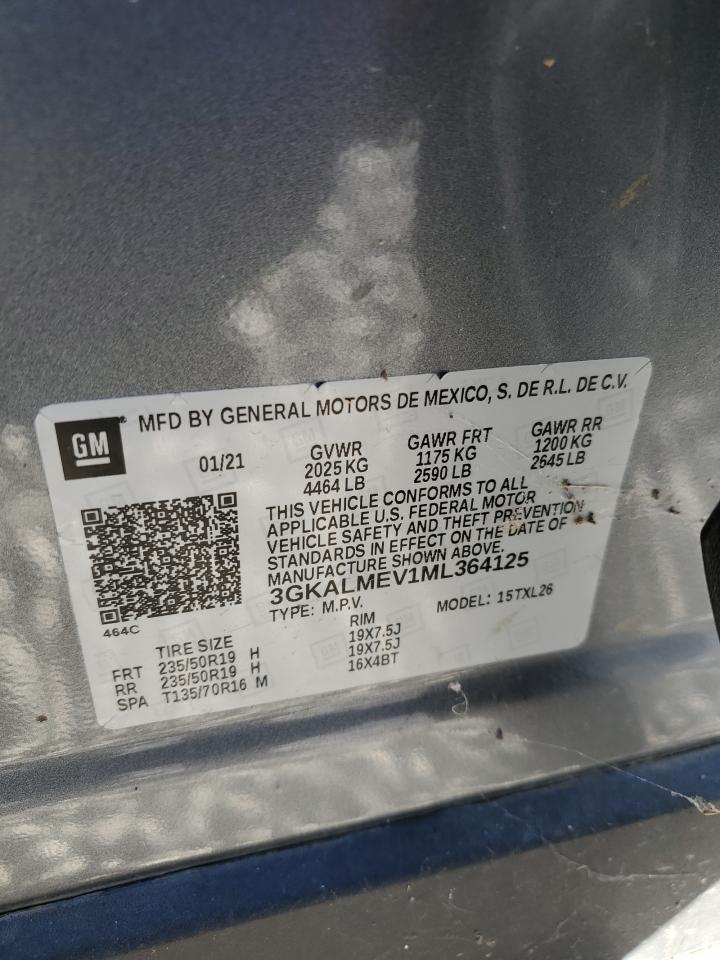 GM
MFD BY GENERAL MOTORS DE MEXICO, S. DE R.L. DE C.V.
01/21
GVWR
2025 KG
4464 LB
GAWR FRT
1175 KG
2590 LB
GAWR RR
1200 KG
2645 LB
THIS VEHICLE CONFORMS TO ALL
APPLICABLE U.S. FEDERAL MOTOR
VEHICLE SAFETY AND THEFT PREVENTION
STANDARDS IN EFFECT ON THE DATE OF
MANUFACTURE SHOWN ABOVE.
3GKALMEV1ML364125
TYPE: M.P.V. MODEL: 15TXL26
464C
TIRE SIZE RIM
FRT 235/50R19 H 19X7.5J
RR 235/50R19 H 19X7.5J
SPA T135/70R16 M 16X4BT